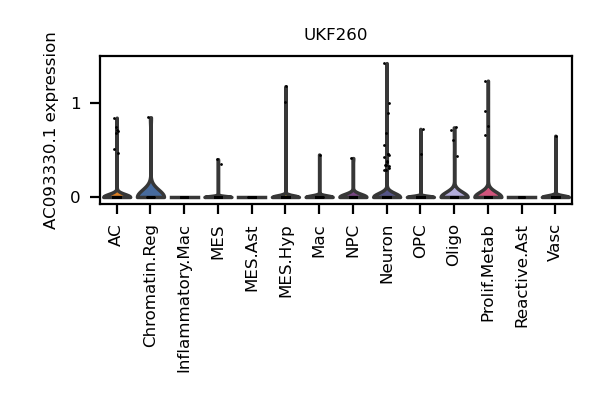 UKF260
AC093330.1 expression
1
0
AC
Chromatin.Reg
Inflammatory.Mac
MES
MES.Ast
MES.Hyp
Mac
NPC
Neuron
OPC
Oligo
Prolif.Metab
Reactive.Ast
Vasc